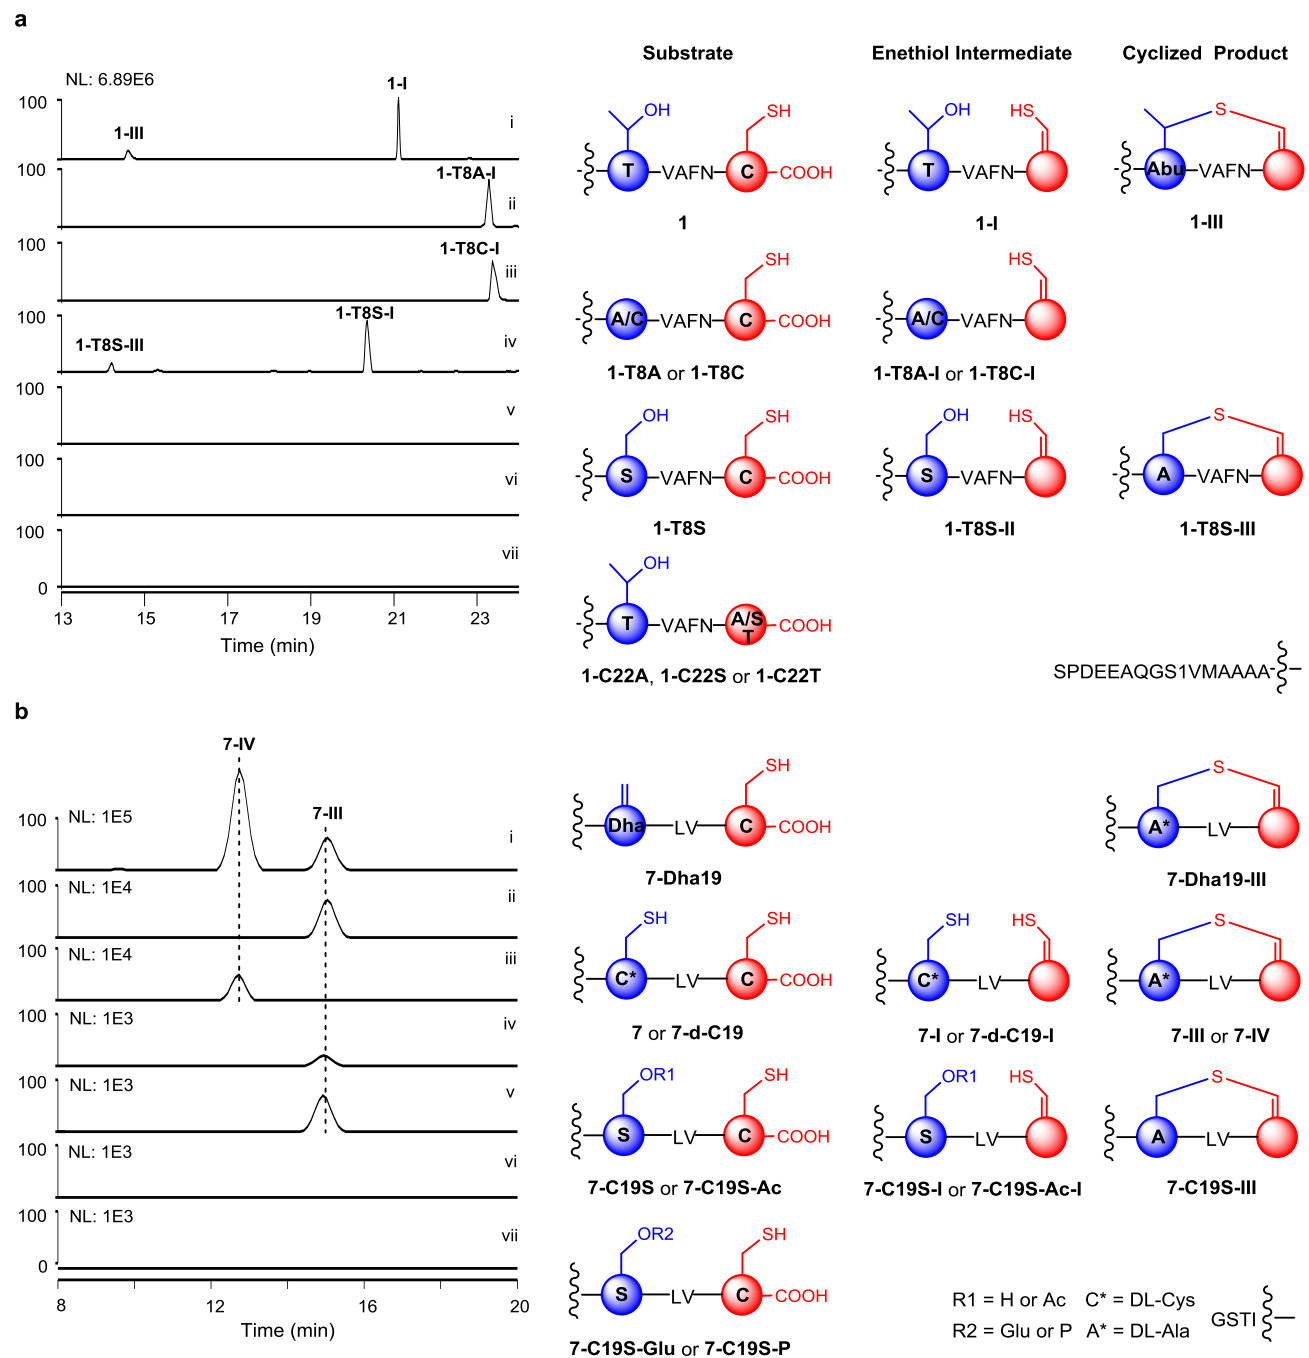 a
Substrate
Enethiol Intermediate
Cyclized Product
NL: 6.89E6
100
1-III
1-I
i
100
1-T8A-I
ii
100
1-T8C-I
iii
100
1-T8S-III
1-T8S-I
iv
100
v
100
vi
100
vii
0
13
15
17
19
21
23
Time (min)
OH
SH
T
VAFN
C
COOH
1
OH
HS
T
VAFN
1-I
S
Abu
VAFN
1-III
SH
A/C
VAFN
C
COOH
1-T8A or 1-T8C
HS
A/C
VAFN
1-T8A-I or 1-T8C-I
OH
SH
S
VAFN
C
COOH
1-T8S
OH
HS
S
VAFN
1-T8S-II
S
A
VAFN
1-T8S-III
OH
T
VAFN
A/S
T
COOH
1-C22A, 1-C22S or 1-C22T
SPDEEAQGS1VMAAAA
b
7-IV
7-III
100
NL: 1E5
i
100
NL: 1E4
ii
100
NL: 1E4
iii
100
NL: 1E3
iv
100
NL: 1E3
v
100
NL: 1E3
vi
100
NL: 1E3
vii
0
8
12
16
20
Time (min)
SH
Dha
LV
C
COOH
7-Dha19
S
A*
LV
7-Dha19-III
SH
SH
C*
LV
C
COOH
7 or 7-d-C19
SH
HS
C*
LV
7-I or 7-d-C19-I
S
A*
LV
7-III or 7-IV
OR1
SH
S
LV
C
COOH
7-C19S or 7-C19S-Ac
OR1
HS
S
LV
7-C19S-I or 7-C19S-Ac-I
S
A
LV
7-C19S-III
OR2
SH
S
LV
C
COOH
7-C19S-Glu or 7-C19S-P
R1 = H or Ac C* = DL-Cys
R2 = Glu or P A* = DL-Ala
GSTI